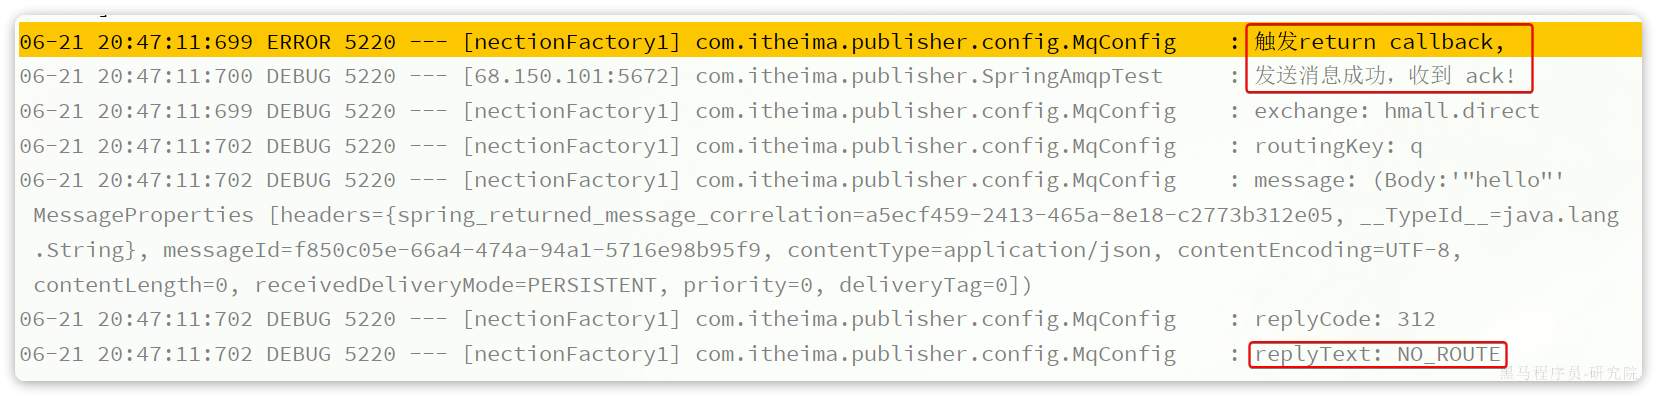 06-21 20:47:11:699 ERROR 5220 --- [nectionFactory1] com.itheima.publisher.config.MqConfig : 触发return callback,
06-21 20:47:11:700 DEBUG 5220 --- [68.150.101:5672] com.itheima.publisher.SpringAmqpTest : 发送消息成功，收到 ack!
06-21 20:47:11:699 DEBUG 5220 --- [nectionFactory1] com.itheima.publisher.config.MqConfig : exchange: hmall.direct
06-21 20:47:11:702 DEBUG 5220 --- [nectionFactory1] com.itheima.publisher.config.MqConfig : routingKey: q
06-21 20:47:11:702 DEBUG 5220 --- [nectionFactory1] com.itheima.publisher.config.MqConfig : message: (Body:'"hello"'
MessageProperties [headers={spring_returned_message_correlation=a5ecf459-2413-465a-8e18-c2773b312e05, __TypeId__=java.lang
.String}, messageId=f850c05e-66a4-474a-94a1-5716e98b95f9, contentType=application/json, contentEncoding=UTF-8,
contentLength=0, receivedDeliveryMode=PERSISTENT, priority=0, deliveryTag=0])
06-21 20:47:11:702 DEBUG 5220 --- [nectionFactory1] com.itheima.publisher.config.MqConfig : replyCode: 312
06-21 20:47:11:702 DEBUG 5220 --- [nectionFactory1] com.itheima.publisher.config.MqConfig : replyText: NO_ROUTE
黑马程序员-研究院